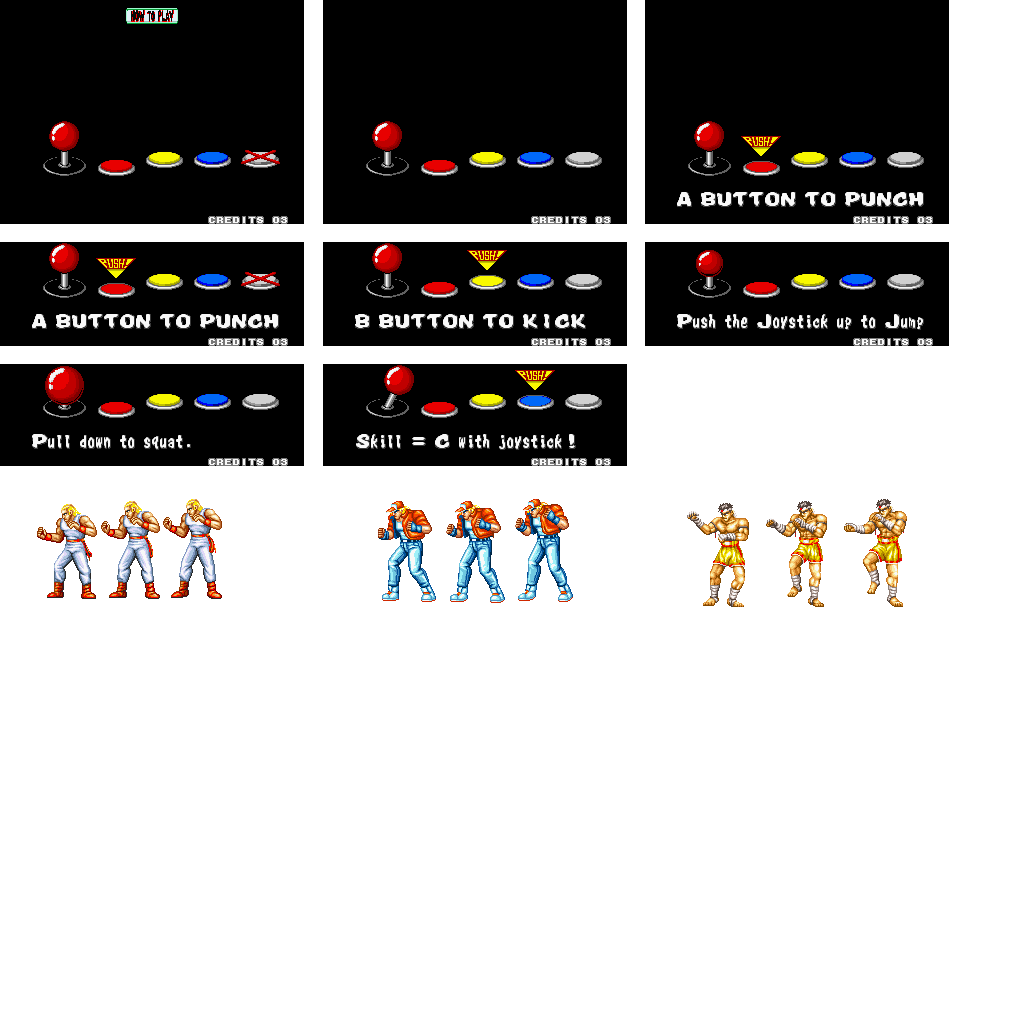 HOW TO PLAY
CREDITS 03
CREDITS 03
PUSH!
A BUTTON TO PUNCH
CREDITS 03
PUSH!
A BUTTON TO PUNCH
CREDITS 03
PUSH!
B BUTTON TO KICK
CREDITS 03
Push the Joystick up to Jump
CREDITS 03
Pull down to squat.
CREDITS 03
PUSH!
Skill = C with joystick!
CREDITS 03